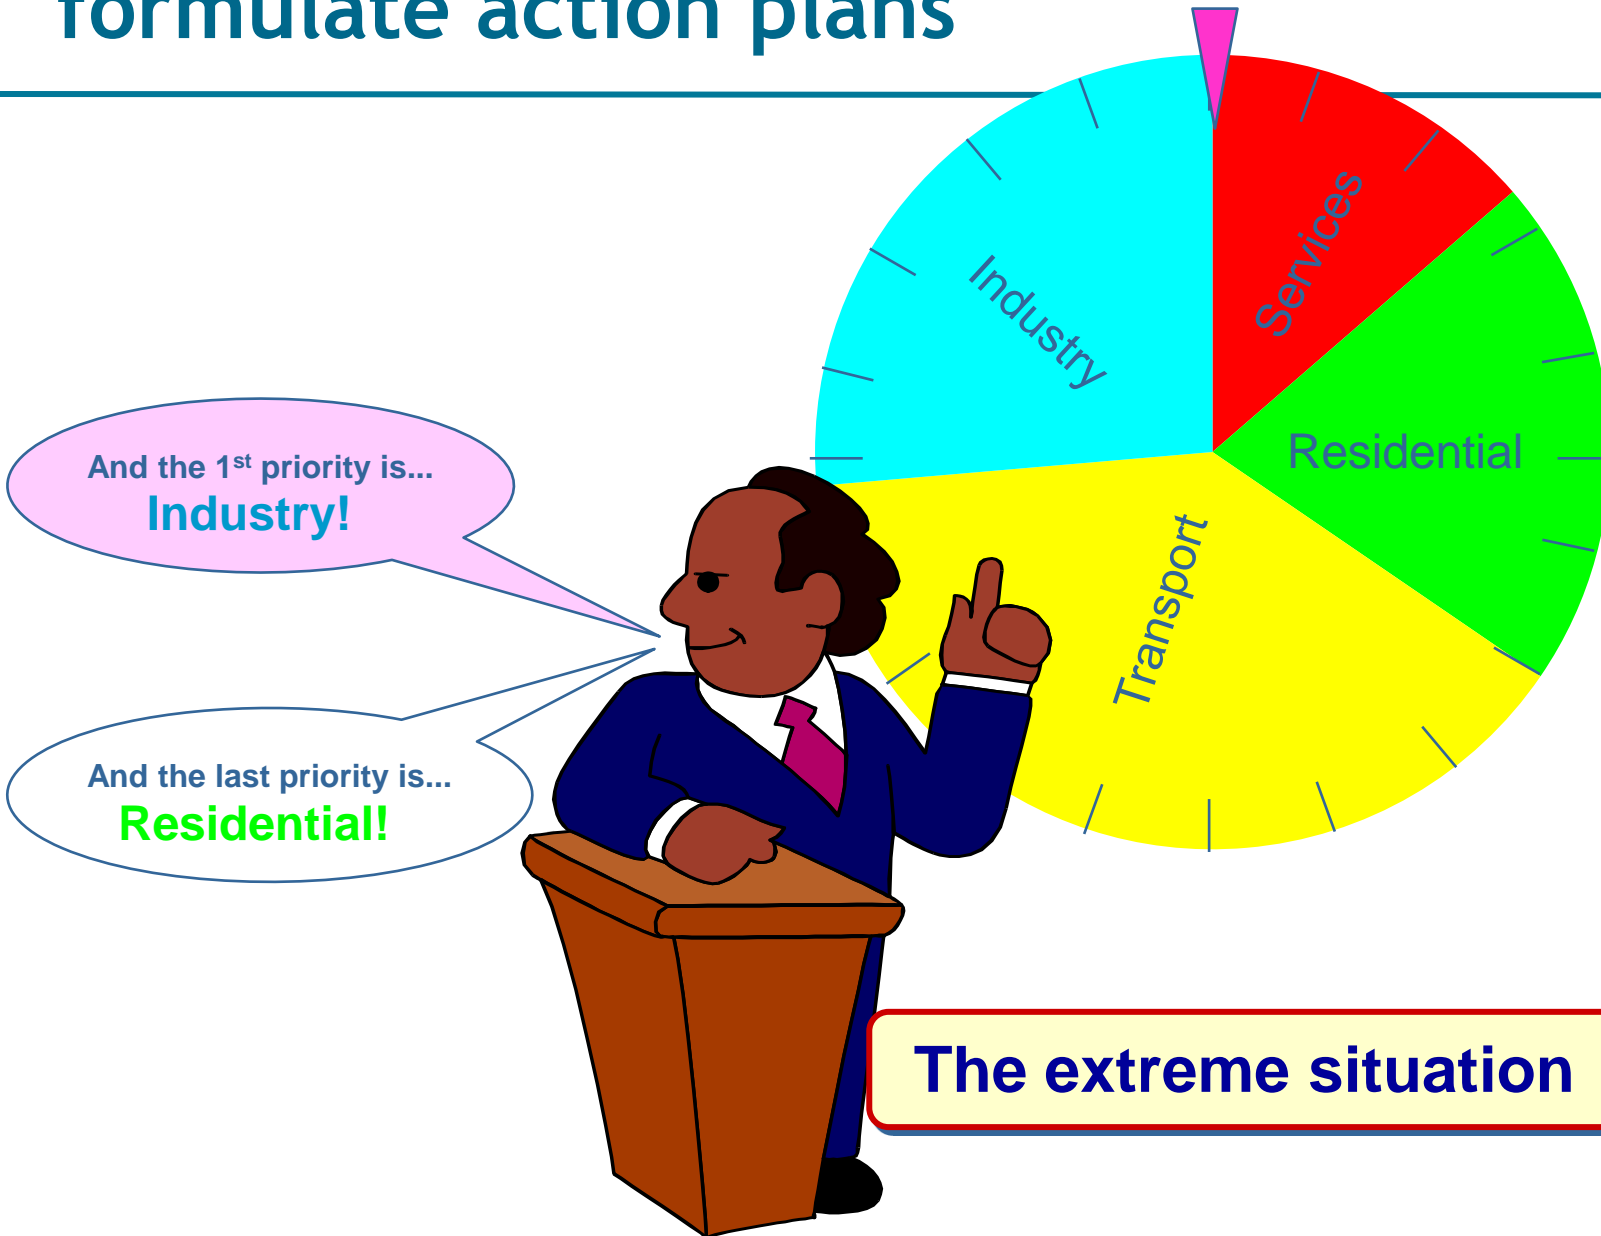 formulate action plans
Services
Industry
Residential
And the 1st priority is...
Industry!
Transport
And the last priority is...
Residential!
The extreme situation